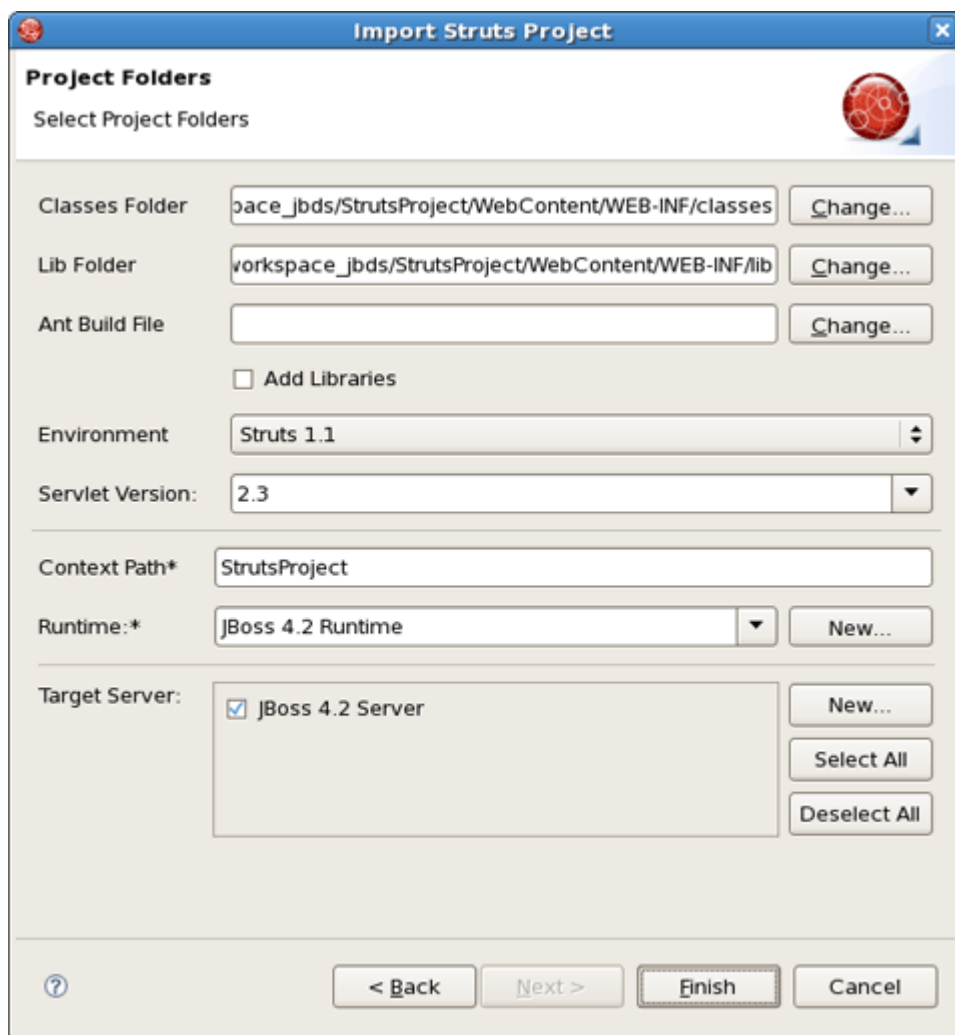 Import Struts Project
Project Folders
Select Project Folders
Classes Folder pace_jbds/StrutsProject/WebContent/WEB-INF/classes Change...
Lib Folder workspace_jbds/StrutsProject/WebContent/WEB-INF/lib Change...
Ant Build File Change...
Add Libraries
Environment Struts 1.1
Servlet Version: 2.3
Context Path* StrutsProject
Runtime:* JBoss 4.2 Runtime New...
Target Server: JBoss 4.2 Server New...
Select All
Deselect All
? < Back Next > Finish Cancel